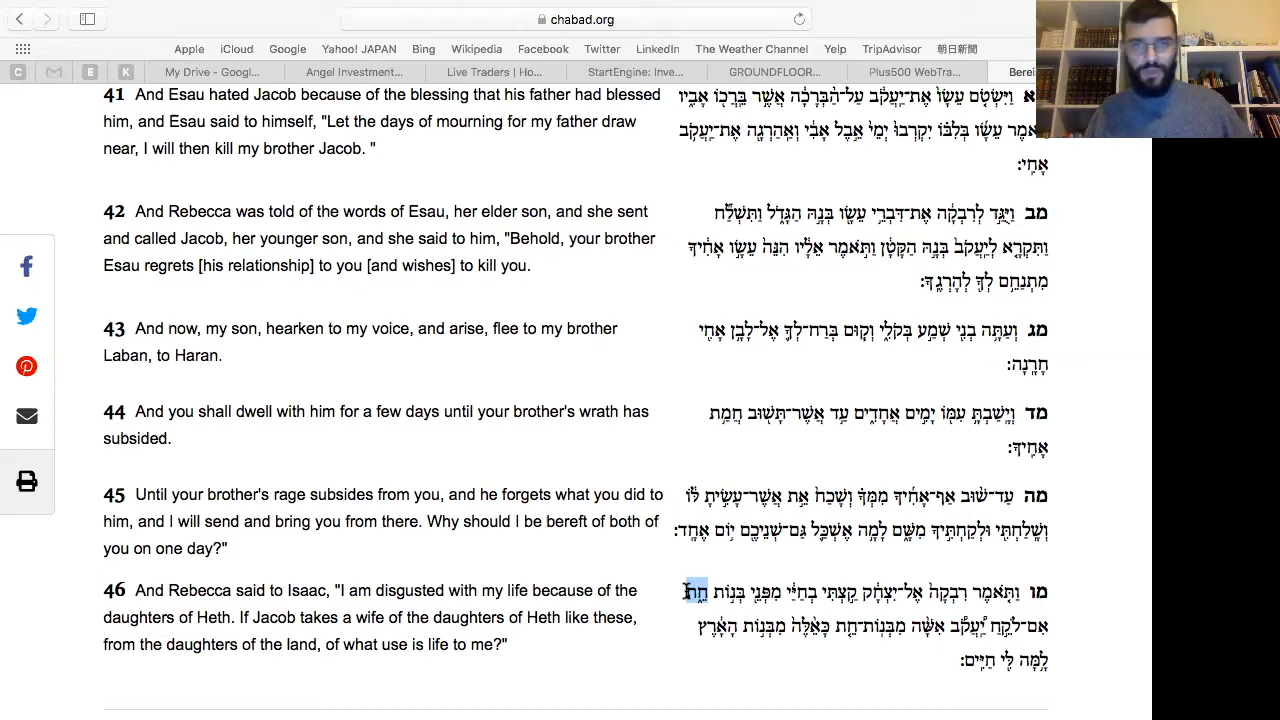 chabad.org
Apple iCloud Google Yahoo! JAPAN Bing Wikipedia Facebook Twitter LinkedIn The Weather Channel Yelp TripAdvisor 朝日新聞
C E K My Drive - Googl... Angel Investment... Live Traders | Ho... StartEngine: Inve... GROUNDFLOOR... Plus500 WebTra... Berei
41 And Esau hated Jacob because of the blessing that his father had blessed
him, and Esau said to himself, "Let the days of mourning for my father draw
near, I will then kill my brother Jacob. "
א וַיִּשְׂטֹ֤ם עֵשָׂו֙ אֶת־יַֽעֲקֹ֔ב עַל־הַ֨בְּרָכָ֔ה אֲשֶׁ֥ר בֵּֽרֲכ֖וֹ אָבִ֑יו
אמֶר עֵשָׂ֜ו בְּלִבּ֗וֹ יִקְרְבוּ֙ יְמֵי֙ אֵ֣בֶל אָבִ֔י וְאַֽהַרְגָ֖ה אֶת־יַֽעֲקֹ֥ב
אָחִֽי:
42 And Rebecca was told of the words of Esau, her elder son, and she sent
and called Jacob, her younger son, and she said to him, "Behold, your brother
Esau regrets [his relationship] to you [and wishes] to kill you.
מב וַיֻּגַּ֣ד לְרִבְקָ֔ה אֶת־דִּבְרֵ֥י עֵשָׂ֖ו בְּנָ֣הּ הַגָּדֹ֑ל וַתִּשְׁלַ֞ח
וַתִּקְרָ֤א לְיַֽעֲקֹב֙ בְּנָ֣הּ הַקָּטָ֔ן וַתֹּ֣אמֶר אֵלָ֔יו הִנֵּה֙ עֵשָׂ֣ו אָחִ֔יךָ
מִתְנַחֵ֥ם לְךָ֖ לְהָרְגֶֽךָ:
43 And now, my son, hearken to my voice, and arise, flee to my brother
Laban, to Haran.
מג וְעַתָּ֥ה בְנִ֖י שְׁמַ֣ע בְּקֹלִ֑י וְק֧וּם בְּרַח־לְךָ֛ אֶל־לָבָ֥ן אָחִ֖י
חָרָֽנָה:
44 And you shall dwell with him for a few days until your brother's wrath has
subsided.
מד וְיָֽשַׁבְתָּ֥ עִמּ֖וֹ יָמִ֣ים אֲחָדִ֑ים עַ֥ד אֲשֶׁר־תָּשׁ֖וּב חֲמַ֥ת
אָחִֽיךָ:
45 Until your brother's rage subsides from you, and he forgets what you did to
him, and I will send and bring you from there. Why should I be bereft of both of
you on one day?"
מה עַד־שׁ֨וּב אַף־אָחִ֜יךָ מִמְּךָ֗ וְשָׁכַח֙ אֵ֣ת אֲשֶׁר־עָשִׂ֣יתָ לּ֔וֹ
וְשָֽׁלַחְתִּ֖י וּלְקַחְתִּ֣יךָ מִשָּׁ֑ם לָמָ֥ה אֶשְׁכַּ֛ל גַּם־שְׁנֵיכֶ֖ם י֥וֹם אֶחָֽד:
46 And Rebecca said to Isaac, "I am disgusted with my life because of the
daughters of Heth. If Jacob takes a wife of the daughters of Heth like these,
from the daughters of the land, of what use is life to me?"
מו וַתֹּ֤אמֶר רִבְקָה֙ אֶל־יִצְחָ֔ק קַ֣צְתִּי בְחַיַּ֔י מִפְּנֵ֖י בְּנ֣וֹת חֵ֑ת
אִם־לֹקֵ֣חַ יַֽ֠עֲקֹ֠ב אִשָּׁ֨ה מִבְּנֽוֹת־חֵ֤ת כָּאֵ֨לֶּה֙ מִבְּנ֣וֹת הָאָ֔רֶץ
לָ֥מָּה לִּ֖י חַיִּֽים: